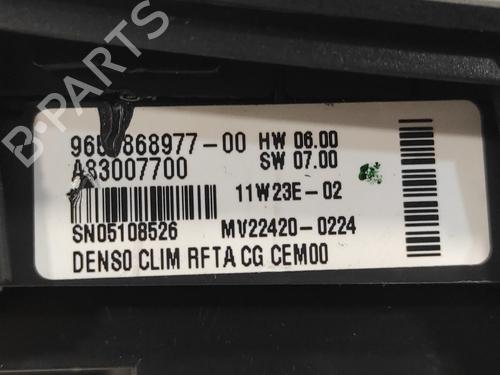 HW 06.00
SW 07.00
A83007700
11W23E-02
SN05108526 MV22420-0224
DENSO CLIM RFTA CG CEM00
B-PARTS